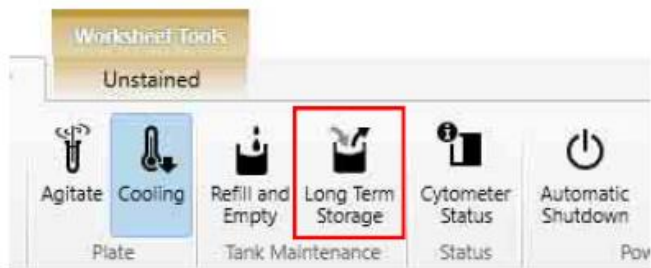 Worksheet Tools
Unstained
Agitate
Cooling
Refill and
Empty
Long Term
Storage
Cytometer
Status
Automatic
Shutdown
Plate
Tank Maintenance
Status
Pow